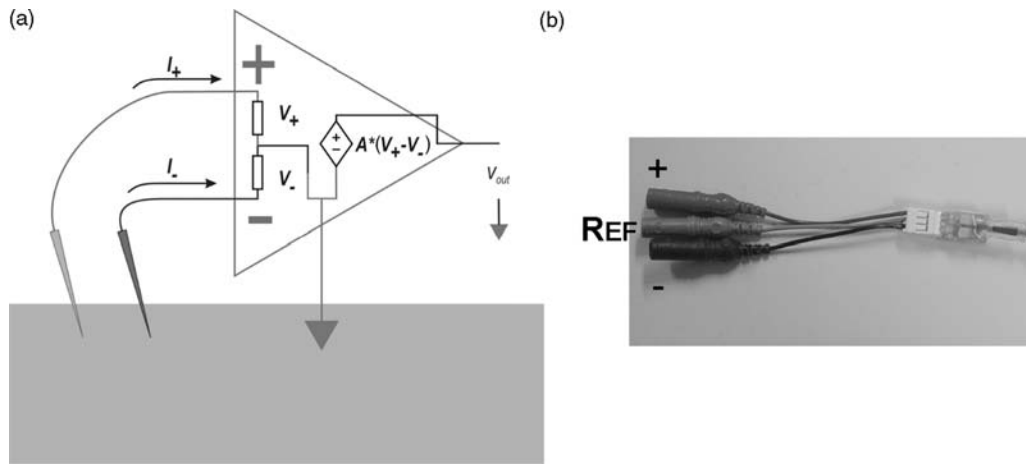 (a)
I+
+
V+
I-
V-
-
+
-
A*(V+-V-)
Vout
(b)
+
REF
-